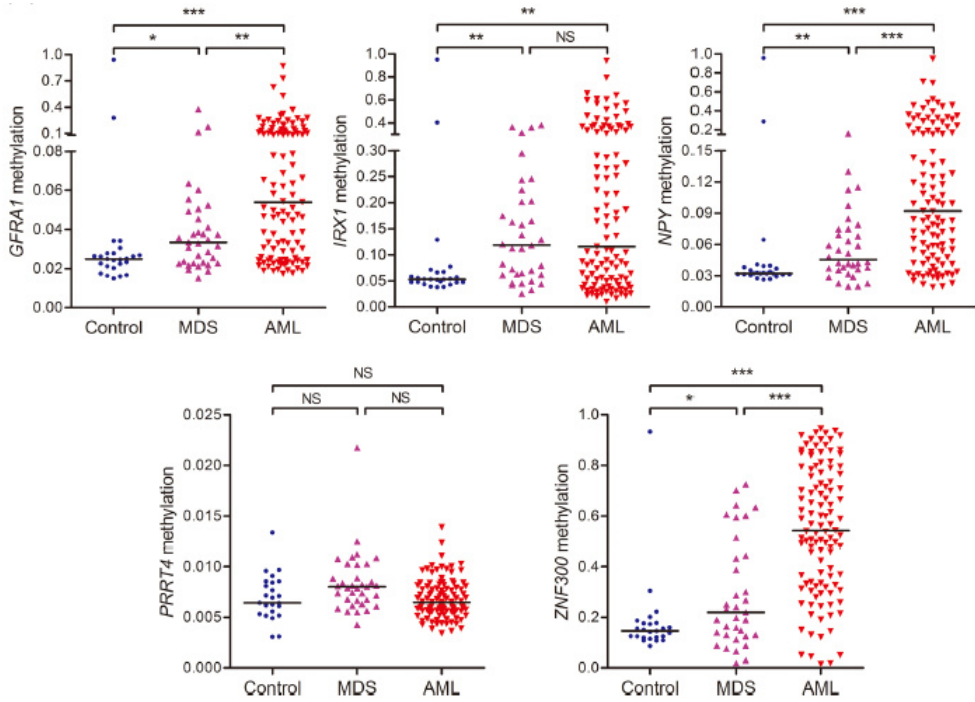 ***
*
**
GFRA1 methylation
1.0
0.8
0.6
0.4
0.1
0.08
0.06
0.04
0.02
0.00
Control
MDS
AML
**
**
NS
IRX1 methylation
1.0
0.8
0.6
0.4
0.30
0.25
0.20
0.15
0.10
0.05
0.00
Control
MDS
AML
***
**
***
NPY methylation
1.0
0.8
0.6
0.4
0.2
0.15
0.12
0.09
0.06
0.03
0.00
Control
MDS
AML
NS
NS
NS
PRRT4 methylation
0.025
0.020
0.015
0.010
0.005
0.000
Control
MDS
AML
***
*
***
ZNF300 methylation
1.0
0.8
0.6
0.4
0.2
0.0
Control
MDS
AML